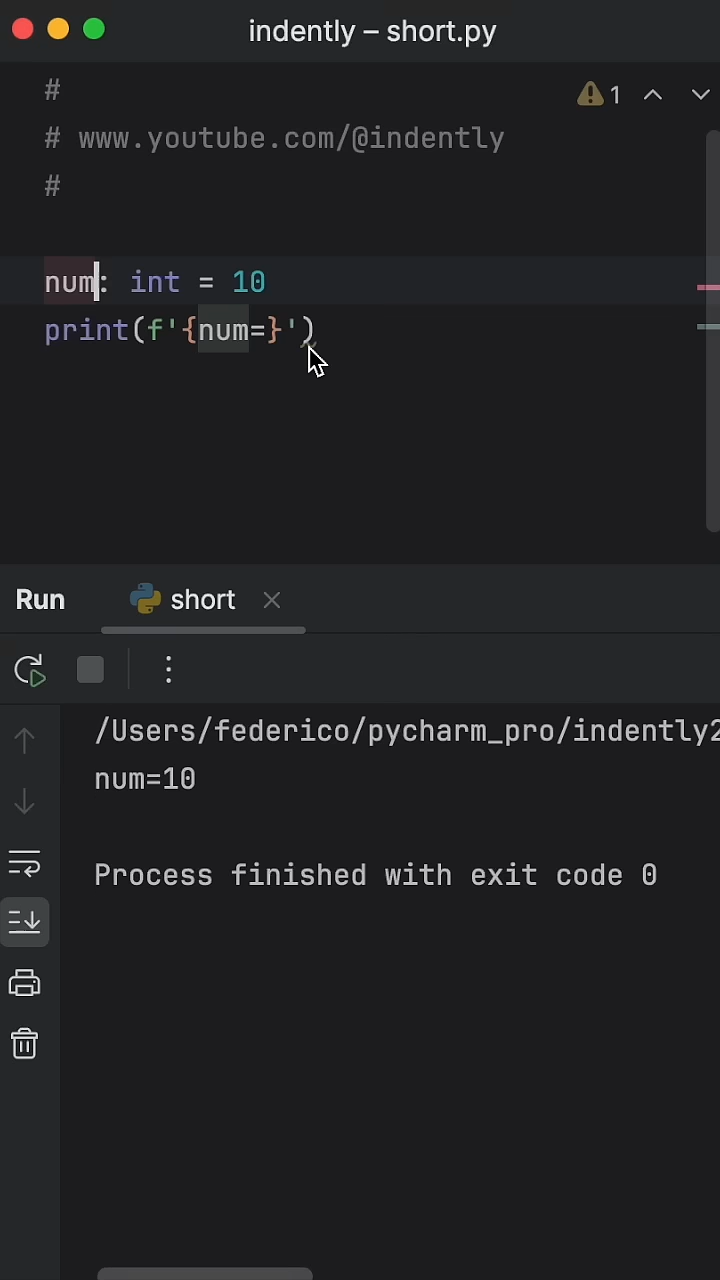 indently – short.py
#
1
# www.youtube.com/@indently
#
num: int = 10
print(f'{num=}')
Run
short
/Users/federico/pycharm_pro/indently2
num=10
Process finished with exit code 0